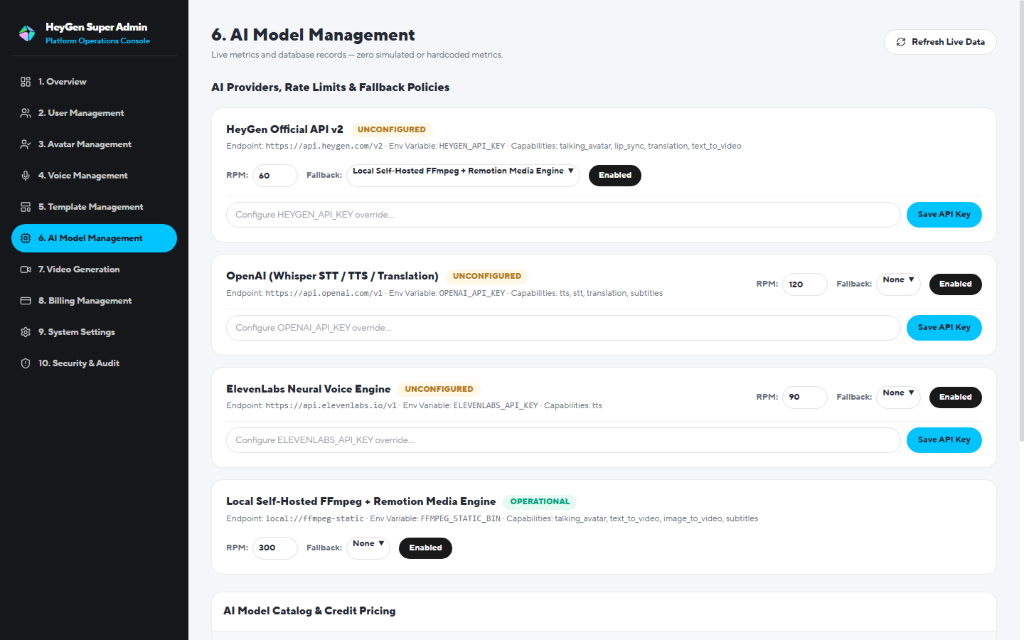 HeyGen Super Admin
Platform Operations Console
1. Overview
2. User Management
3. Avatar Management
4. Voice Management
5. Template Management
6. AI Model Management
7. Video Generation
8. Billing Management
9. System Settings
10. Security & Audit
6. AI Model Management
Live metrics and database records — zero simulated or hardcoded metrics.
Refresh Live Data
AI Providers, Rate Limits & Fallback Policies
HeyGen Official API v2 UNCONFIGURED
Endpoint: https://api.heygen.com/v2 · Env Variable: HEYGEN_API_KEY · Capabilities: talking_avatar, lip_sync, translation, text_to_video
RPM: 60 Fallback: Local Self-Hosted FFmpeg + Remotion Media Engine ▼ Enabled
Configure HEYGEN_API_KEY override... Save API Key
OpenAI (Whisper STT / TTS / Translation) UNCONFIGURED
Endpoint: https://api.openai.com/v1 · Env Variable: OPENAI_API_KEY · Capabilities: tts, stt, translation, subtitles
RPM: 120 Fallback: None ▼ Enabled
Configure OPENAI_API_KEY override... Save API Key
ElevenLabs Neural Voice Engine UNCONFIGURED
Endpoint: https://api.elevenlabs.io/v1 · Env Variable: ELEVENLABS_API_KEY · Capabilities: tts
RPM: 90 Fallback: None ▼ Enabled
Configure ELEVENLABS_API_KEY override... Save API Key
Local Self-Hosted FFmpeg + Remotion Media Engine OPERATIONAL
Endpoint: local://ffmpeg-static · Env Variable: FFMPEG_STATIC_BIN · Capabilities: talking_avatar, text_to_video, image_to_video, subtitles
RPM: 300 Fallback: None ▼ Enabled
AI Model Catalog & Credit Pricing